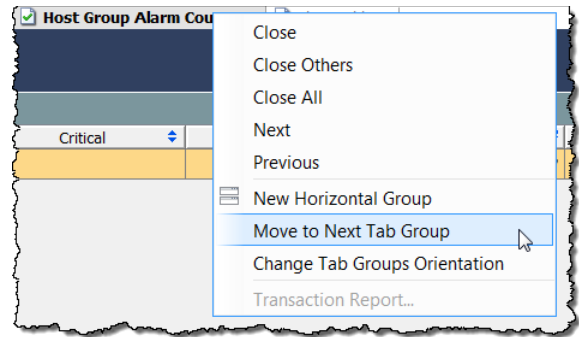 Host Group Alarm Cou
Close
Close Others
Close All
Critical
Next
Previous
New Horizontal Group
Move to Next Tab Group
Change Tab Groups Orientation
Transaction Report...